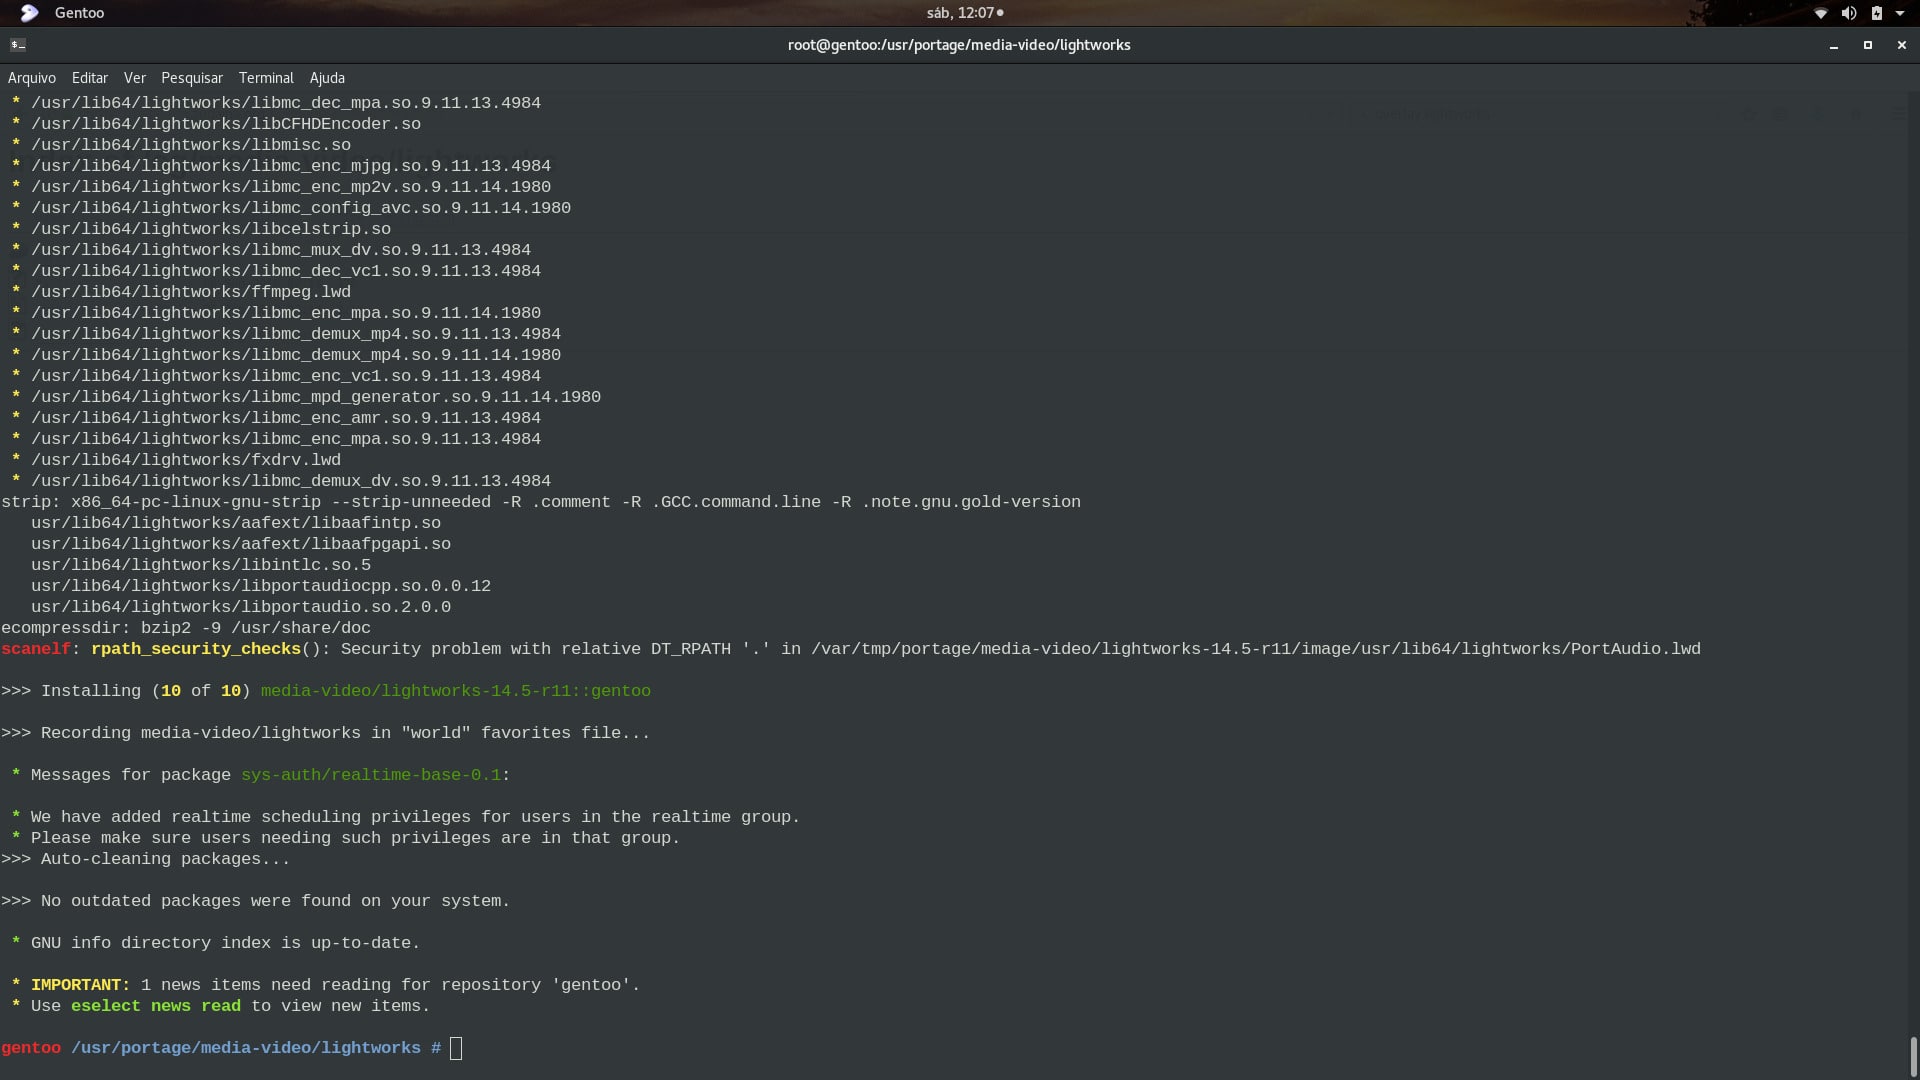 Gentoo
sáb, 12:07
root@gentoo:/usr/portage/media-video/lightworks
Arquivo Editar Ver Pesquisar Terminal Ajuda
* /usr/lib64/lightworks/libmc_dec_mpa.so.9.11.13.4984
* /usr/lib64/lightworks/libCFHDEncoder.so
* /usr/lib64/lightworks/libmisc.so
* /usr/lib64/lightworks/libmc_enc_mjpg.so.9.11.13.4984
* /usr/lib64/lightworks/libmc_enc_mp2v.so.9.11.14.1980
* /usr/lib64/lightworks/libmc_config_avc.so.9.11.14.1980
* /usr/lib64/lightworks/libcelstrip.so
* /usr/lib64/lightworks/libmc_mux_dv.so.9.11.13.4984
* /usr/lib64/lightworks/libmc_dec_vc1.so.9.11.13.4984
* /usr/lib64/lightworks/ffmpeg.lwd
* /usr/lib64/lightworks/libmc_enc_mpa.so.9.11.14.1980
* /usr/lib64/lightworks/libmc_demux_mp4.so.9.11.13.4984
* /usr/lib64/lightworks/libmc_demux_mp4.so.9.11.14.1980
* /usr/lib64/lightworks/libmc_enc_vc1.so.9.11.13.4984
* /usr/lib64/lightworks/libmc_mpd_generator.so.9.11.14.1980
* /usr/lib64/lightworks/libmc_enc_amr.so.9.11.13.4984
* /usr/lib64/lightworks/libmc_enc_mpa.so.9.11.13.4984
* /usr/lib64/lightworks/fxdrv.lwd
* /usr/lib64/lightworks/libmc_demux_dv.so.9.11.13.4984
strip: x86_64-pc-linux-gnu-strip --strip-unneeded -R .comment -R .GCC.command.line -R .note.gnu.gold-version
usr/lib64/lightworks/aafext/libaafintp.so
usr/lib64/lightworks/aafext/libaafpgapi.so
usr/lib64/lightworks/libintlc.so.5
usr/lib64/lightworks/libportaudiocpp.so.0.0.12
usr/lib64/lightworks/libportaudio.so.2.0.0
ecompressdir: bzip2 -9 /usr/share/doc
scanelf: rpath_security_checks(): Security problem with relative DT_RPATH '.' in /var/tmp/portage/media-video/lightworks-14.5-r11/image/usr/lib64/lightworks/PortAudio.lwd
>>> Installing (10 of 10) media-video/lightworks-14.5-r11::gentoo
>>> Recording media-video/lightworks in "world" favorites file...
* Messages for package sys-auth/realtime-base-0.1:
* We have added realtime scheduling privileges for users in the realtime group.
* Please make sure users needing such privileges are in that group.
>>> Auto-cleaning packages...
>>> No outdated packages were found on your system.
* GNU info directory index is up-to-date.
* IMPORTANT: 1 news items need reading for repository 'gentoo'.
* Use eselect news read to view new items.
gentoo /usr/portage/media-video/lightworks #